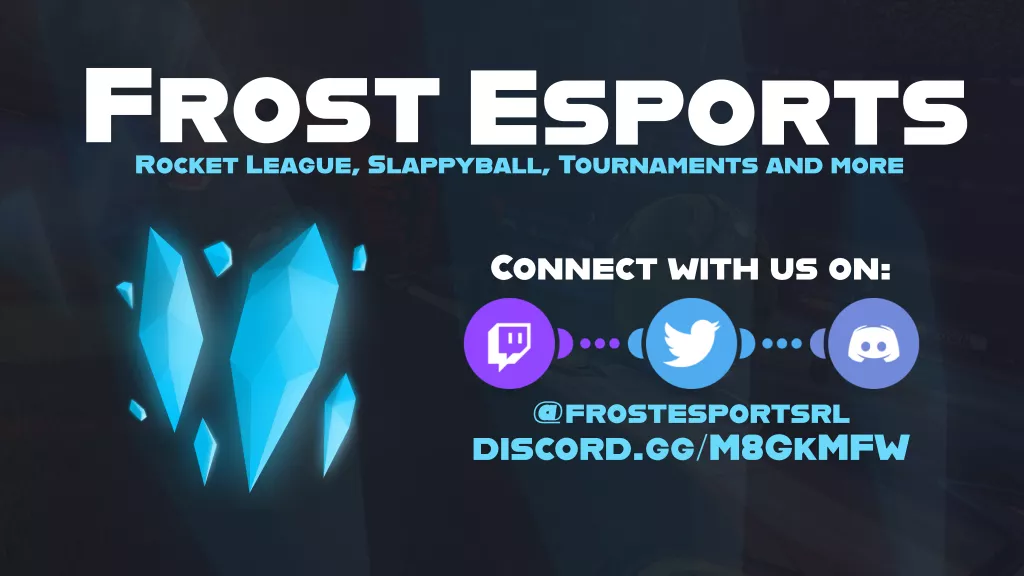 Frost Esports
Rocket League, Slappyball, Tournaments and more
Connect with us on:
@frostesportsrl
discord.gg/M8GkMFW